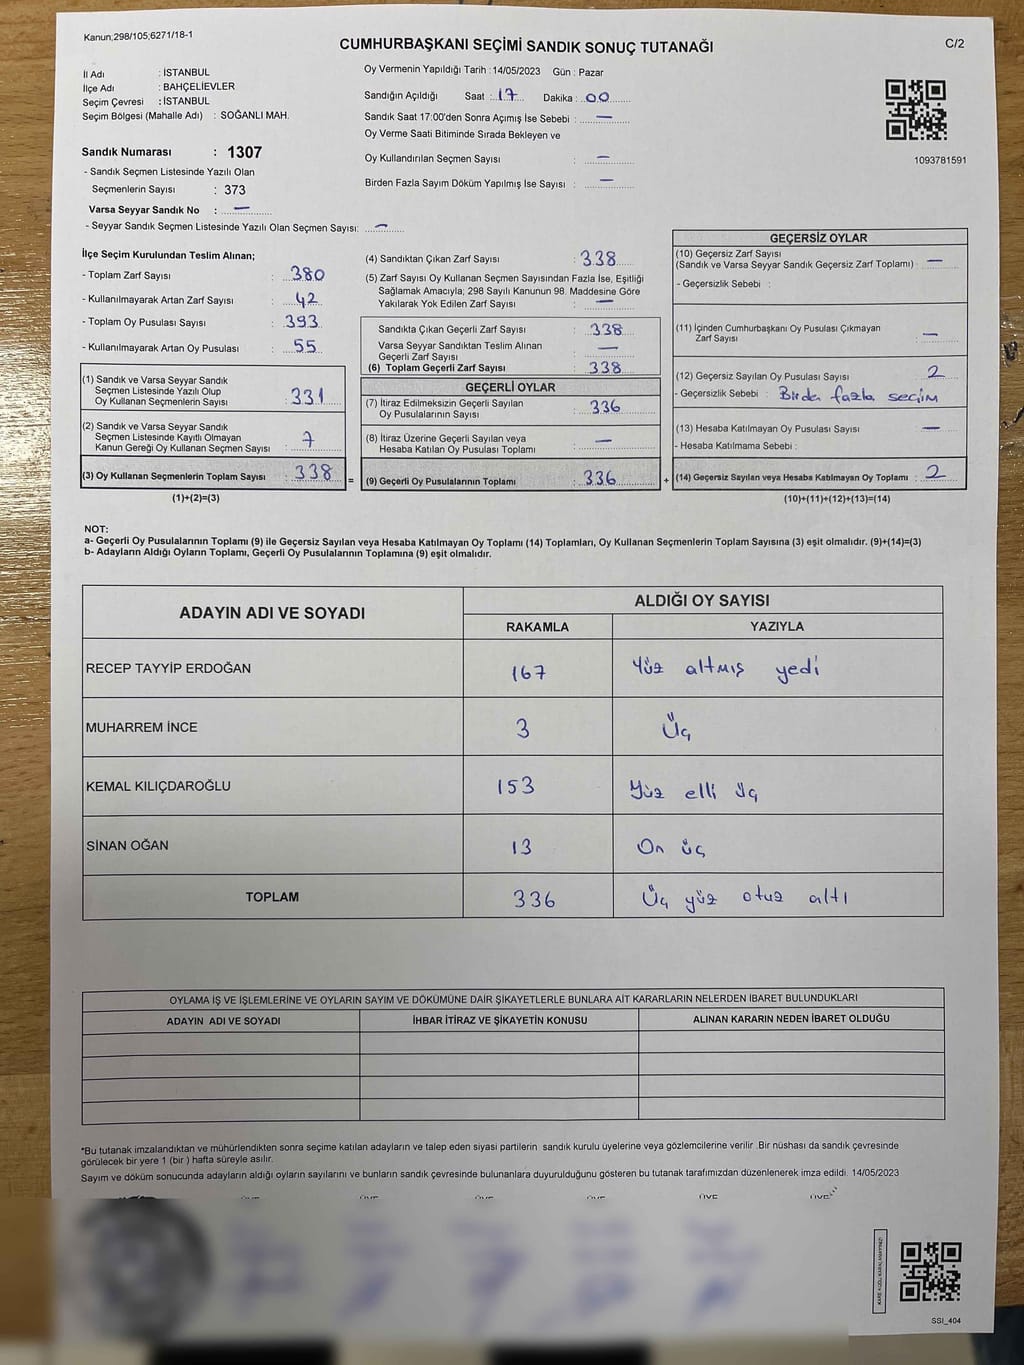 Kanun;298/105;6271/18-1
CUMHURBAŞKANI SEÇİMİ SANDIK SONUÇ TUTANAĞI
C/2
İl Adı : İSTANBUL
İlçe Adı : BAHÇELİEVLER
Seçim Çevresi : İSTANBUL
Seçim Bölgesi (Mahalle Adı) : SOĞANLI MAH.
Sandık Numarası : 1307
- Sandık Seçmen Listesinde Yazılı Olan
Seçmenlerin Sayısı : 373
Varsa Seyyar Sandık No : —
- Seyyar Sandık Seçmen Listesinde Yazılı Olan Seçmen Sayısı: —
Oy Vermenin Yapıldığı Tarih : 14/05/2023 Gün : Pazar
Sandığın Açıldığı Saat : 17 Dakika : 00
Sandık Saat 17:00'den Sonra Açımış İse Sebebi : —
Oy Verme Saati Bitiminde Sırada Bekleyen ve
Oy Kullandırılan Seçmen Sayısı : —
Birden Fazla Sayım Döküm Yapılmış İse Sayısı : —
1093781591
İlçe Seçim Kurulundan Teslim Alınan;
- Toplam Zarf Sayısı : 380
- Kullanılmayarak Artan Zarf Sayısı : 42
- Toplam Oy Pusulası Sayısı : 393
- Kullanılmayarak Artan Oy Pusulası : 55
(1) Sandık ve Varsa Seyyar Sandık
Seçmen Listesinde Yazılı Olup
Oy Kullanan Seçmenlerin Sayısı : 331
(2) Sandık ve Varsa Seyyar Sandık
Seçmen Listesinde Kayıtlı Olmayan
Kanun Gereği Oy Kullanan Seçmen Sayısı : 7
(3) Oy Kullanan Seçmenlerin Toplam Sayısı : 338
(1)+(2)=(3)
=
(4) Sandıktan Çıkan Zarf Sayısı : 338
(5) Zarf Sayısı Oy Kullanan Seçmen Sayısından Fazla İse, Eşitliği
Sağlamak Amacıyla, 298 Sayılı Kanunun 98. Maddesine Göre
Yakılarak Yok Edilen Zarf Sayısı : —
Sandıkta Çıkan Geçerli Zarf Sayısı : 338
Varsa Seyyar Sandıktan Teslim Alınan
Geçerli Zarf Sayısı : —
(6) Toplam Geçerli Zarf Sayısı : 338
GEÇERLİ OYLAR
(7) İtiraz Edilmeksizin Geçerli Sayılan
Oy Pusulalarının Sayısı : 336
(8) İtiraz Üzerine Geçerli Sayılan veya
Hesaba Katılan Oy Pusulası Toplamı : —
(9) Geçerli Oy Pusulalarının Toplamı : 336
+
GEÇERSİZ OYLAR
(10) Geçersiz Zarf Sayısı
(Sandık ve Varsa Seyyar Sandık Geçersiz Zarf Toplamı) : —
- Geçersizlik Sebebi :
(11) İçinden Cumhurbaşkanı Oy Pusulası Çıkmayan
Zarf Sayısı : —
(12) Geçersiz Sayılan Oy Pusulası Sayısı 2
- Geçersizlik Sebebi : Birden fazla seçim
(13) Hesaba Katılmayan Oy Pusulası Sayısı : —
- Hesaba Katılmama Sebebi :
(14) Geçersiz Sayılan veya Hesaba Katılmayan Oy Toplamı : 2
(10)+(11)+(12)+(13)=(14)
NOT:
a- Geçerli Oy Pusulalarının Toplamı (9) ile Geçersiz Sayılan veya Hesaba Katılmayan Oy Toplamı (14) Toplamları, Oy Kullanan Seçmenlerin Toplam Sayısına (3) eşit olmalıdır. (9)+(14)=(3)
b- Adayların Aldığı Oyların Toplamı, Geçerli Oy Pusulalarının Toplamına (9) eşit olmalıdır.
ADAYIN ADI VE SOYADI
ALDIĞI OY SAYISI
RAKAMLA YAZIYLA
RECEP TAYYİP ERDOĞAN 167 Yüz altmış yedi
MUHARREM İNCE 3 Üç
KEMAL KILIÇDAROĞLU 153 Yüz elli üç
SİNAN OĞAN 13 On üç
TOPLAM 336 Üç yüz otuz altı
OYLAMA İŞ VE İŞLEMLERİNE VE OYLARIN SAYIM VE DÖKÜMÜNE DAİR ŞİKAYETLERLE BUNLARA AİT KARARLARIN NELERDEN İBARET BULUNDUKLARI
ADAYIN ADI VE SOYADI İHBAR İTİRAZ VE ŞİKAYETİN KONUSU ALINAN KARARIN NEDEN İBARET OLDUĞU
*Bu tutanak imzalandıktan ve mühürlendikten sonra seçime katılan adayların ve talep eden siyasi partilerin sandık kurulu üyelerine veya gözlemcilerine verilir .Bir nüshası da sandık çevresinde
görülecek bir yere 1 (bir ) hafta süreyle asılır.
Sayım ve döküm sonucunda adayların aldığı oyların sayılarını ve bunların sandık çevresinde bulunanlara duyurulduğunu gösteren bu tutanak tarafımızdan düzenlenerek imza edildi. 14/05/2023
ÜYE ÜYE ÜYE ÜYE ÜYE ÜYE
SSI_404